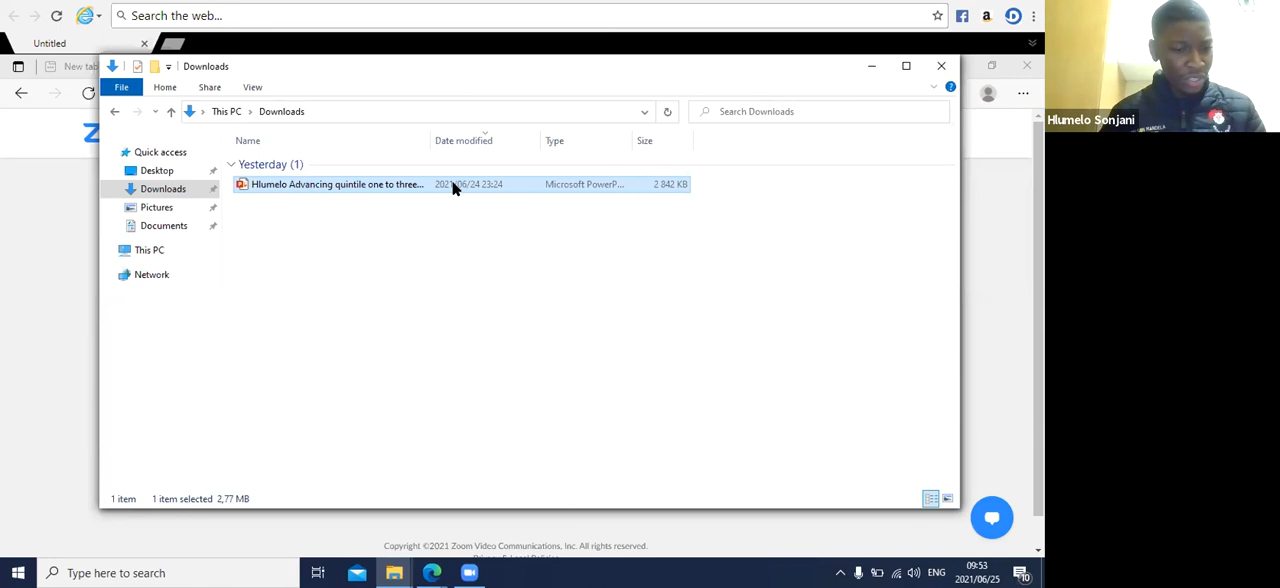 Search the web...
Untitled
New tab
Downloads
File Home Share View
This PC > Downloads
Search Downloads
Hlumelo Sonjani
Name Date modified Type Size
Yesterday (1)
Hlumelo Advancing quintile one to three... 2021/06/24 23:24 Microsoft PowerP... 2 842 KB
Quick access
Desktop
Downloads
Pictures
Documents
This PC
Network
1 item 1 item selected 2,77 MB
Copyright ©2021 Zoom Video Communications, Inc. All rights reserved.
Type here to search
ENG
09:53
2021/06/25
10